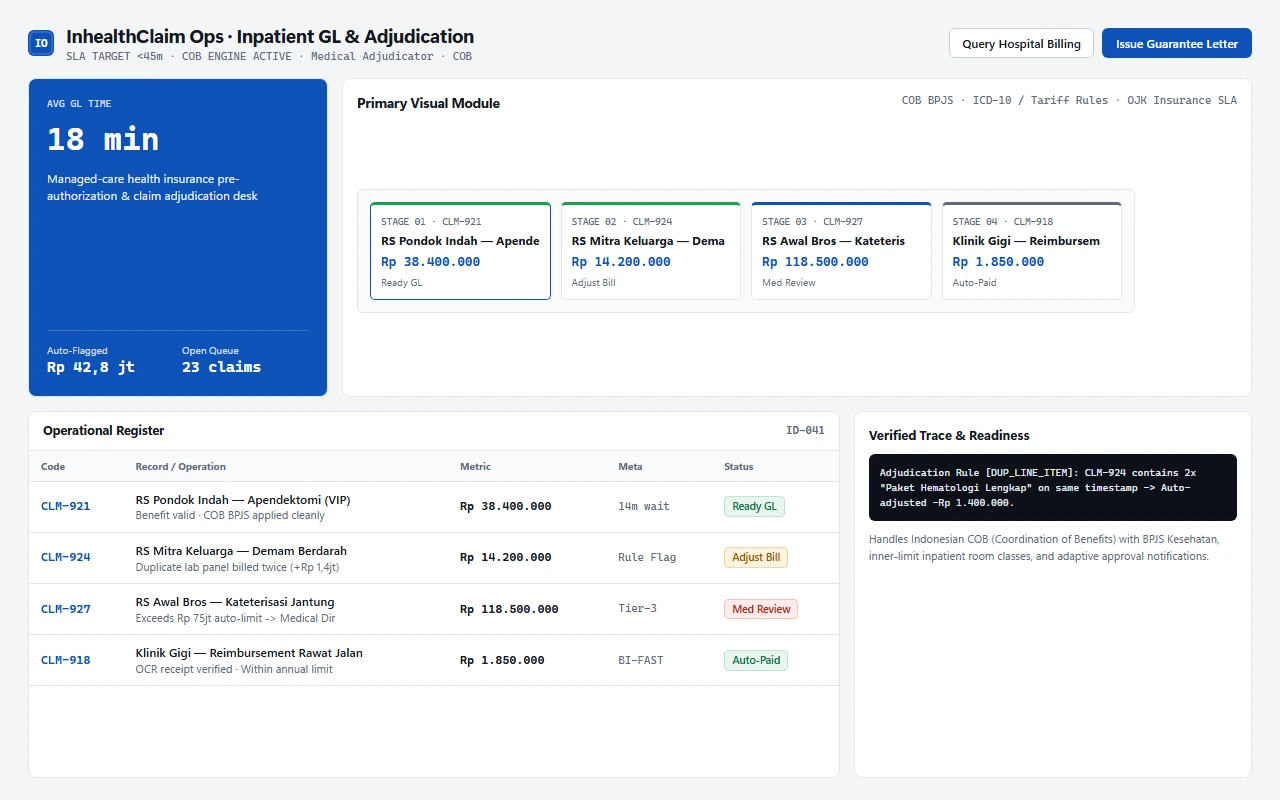 IO
InhealthClaim Ops · Inpatient GL & Adjudication
SLA TARGET <45m · COB ENGINE ACTIVE · Medical Adjudicator · COB
Query Hospital Billing
Issue Guarantee Letter
AVG GL TIME
18 min
Managed-care health insurance pre-
authorization & claim adjudication desk
Auto-Flagged
Rp 42,8 jt
Open Queue
23 claims
Primary Visual Module
COB BPJS · ICD-10 / Tariff Rules · OJK Insurance SLA
STAGE 01 · CLM-921
RS Pondok Indah — Apende
Rp 38.400.000
Ready GL
STAGE 02 · CLM-924
RS Mitra Keluarga — Dema
Rp 14.200.000
Adjust Bill
STAGE 03 · CLM-927
RS Awal Bros — Kateteris
Rp 118.500.000
Med Review
STAGE 04 · CLM-918
Klinik Gigi — Reimbursem
Rp 1.850.000
Auto-Paid
Operational Register
ID-041
Code Record / Operation Metric Meta Status
CLM-921 RS Pondok Indah — Apendektomi (VIP) Rp 38.400.000 14m wait Ready GL
Benefit valid · COB BPJS applied cleanly
CLM-924 RS Mitra Keluarga — Demam Berdarah Rp 14.200.000 Rule Flag Adjust Bill
Duplicate lab panel billed twice (+Rp 1,4jt)
CLM-927 RS Awal Bros — Kateterisasi Jantung Rp 118.500.000 Tier-3 Med Review
Exceeds Rp 75jt auto-limit -> Medical Dir
CLM-918 Klinik Gigi — Reimbursement Rawat Jalan Rp 1.850.000 BI-FAST Auto-Paid
OCR receipt verified · Within annual limit
Verified Trace & Readiness
Adjudication Rule [DUP_LINE_ITEM]: CLM-924 contains 2x
"Paket Hematologi Lengkap" on same timestamp -> Auto-
adjusted -Rp 1.400.000.
Handles Indonesian COB (Coordination of Benefits) with BPJS Kesehatan,
inner-limit inpatient room classes, and adaptive approval notifications.